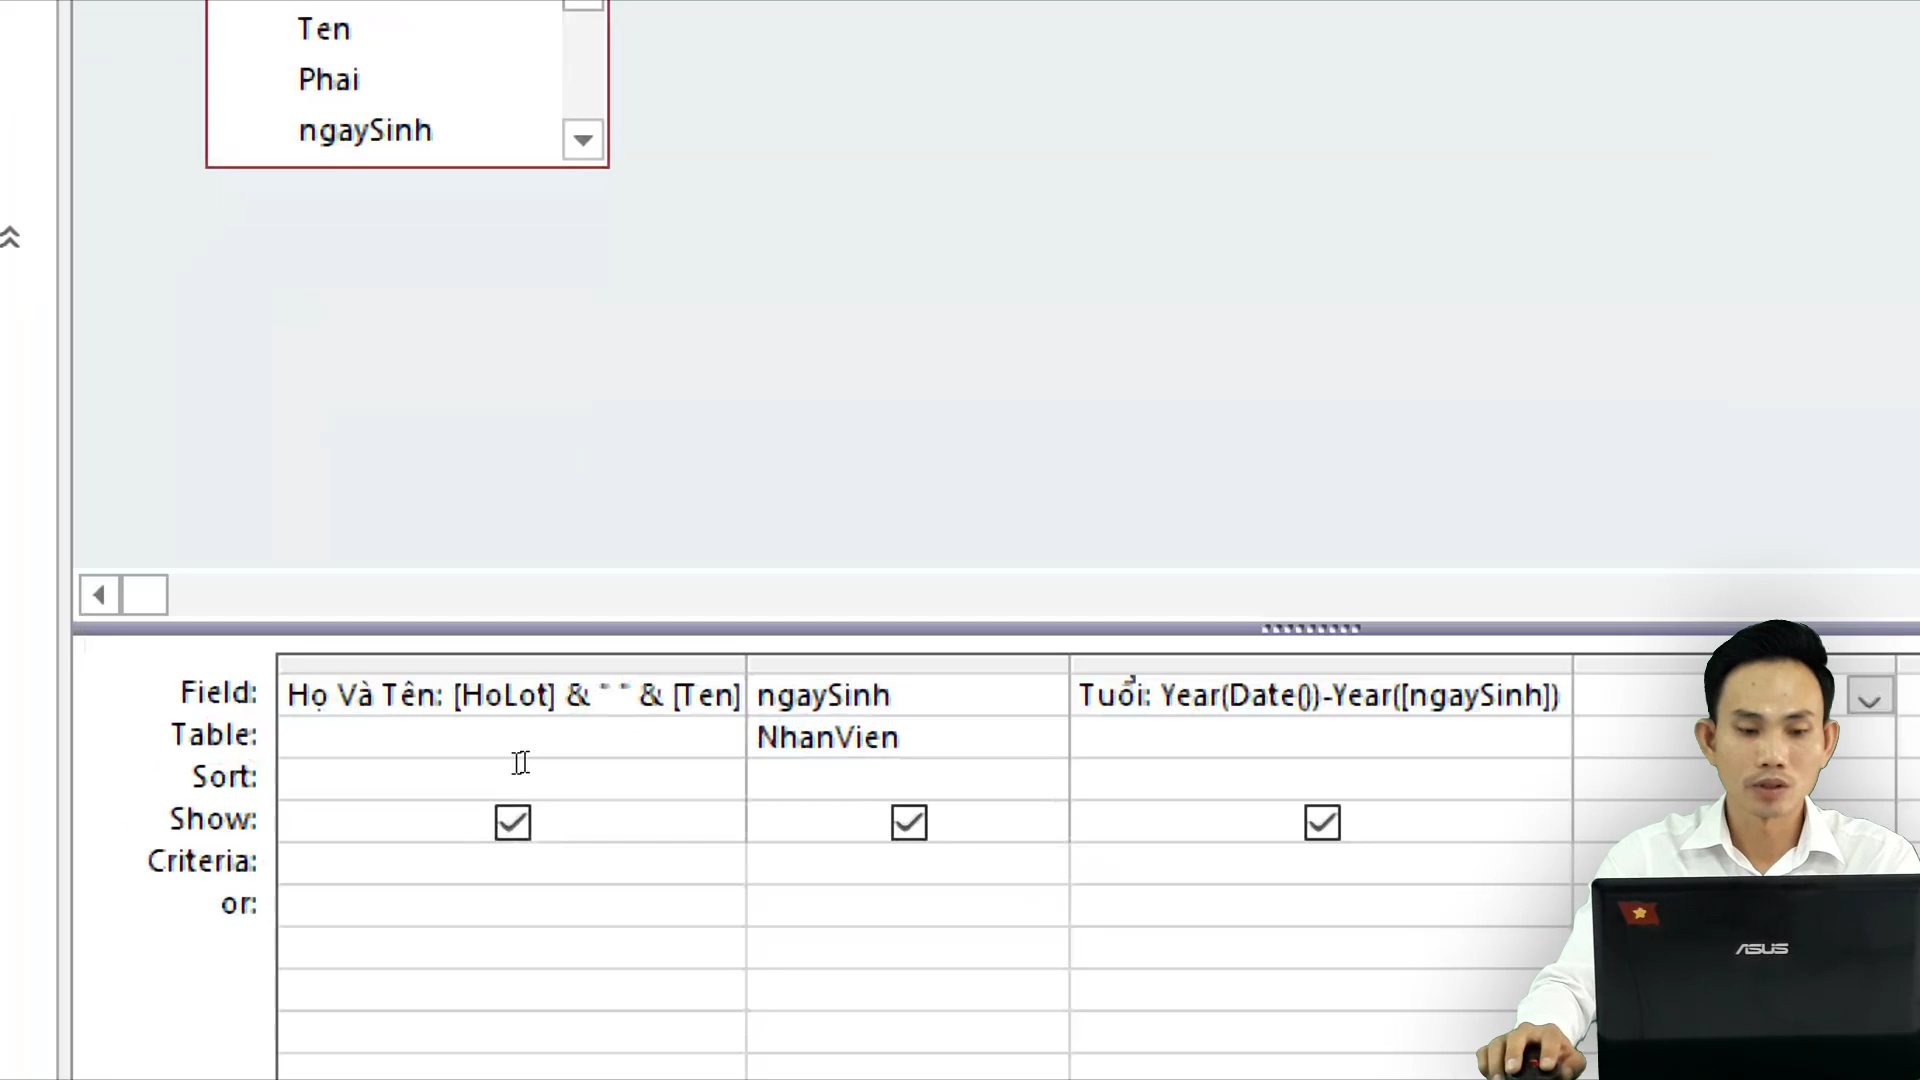 Ten
Phai
ngaySinh
Field: Họ Và Tên: [HoLot] & " " & [Ten] ngaySinh Tuổi: Year(Date())-Year([ngaySinh])
Table: NhanVien
Sort:
Show:
Criteria:
or:
ASUS